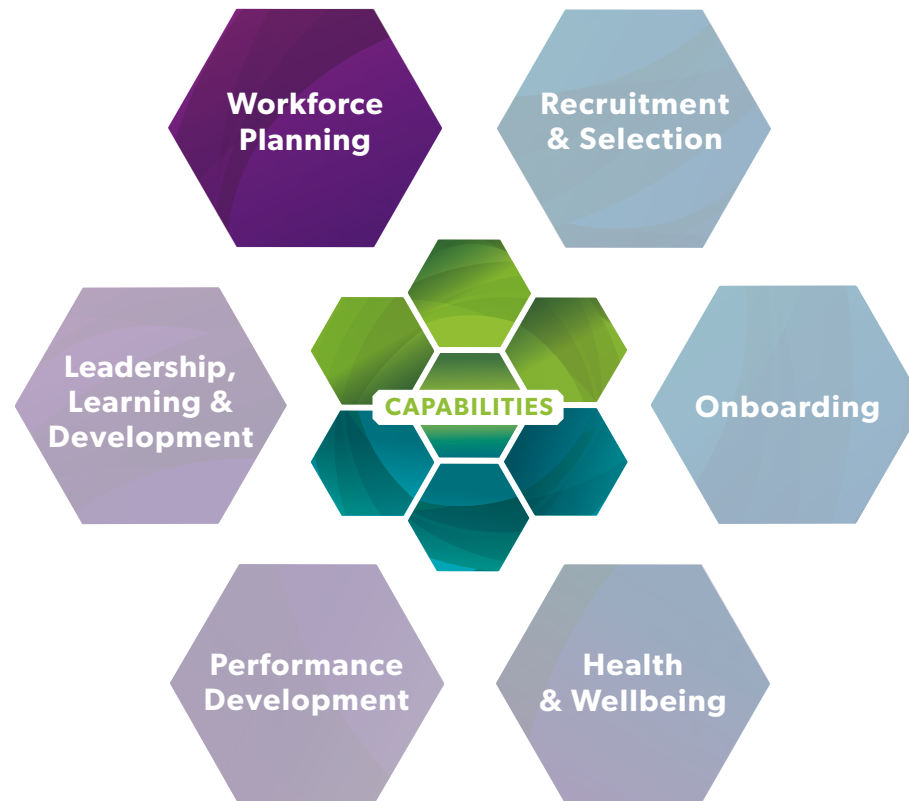 Workforce
Planning
Recruitment
& Selection
Leadership,
Learning &
Development
CAPABILITIES
Onboarding
Performance
Development
Health
& Wellbeing